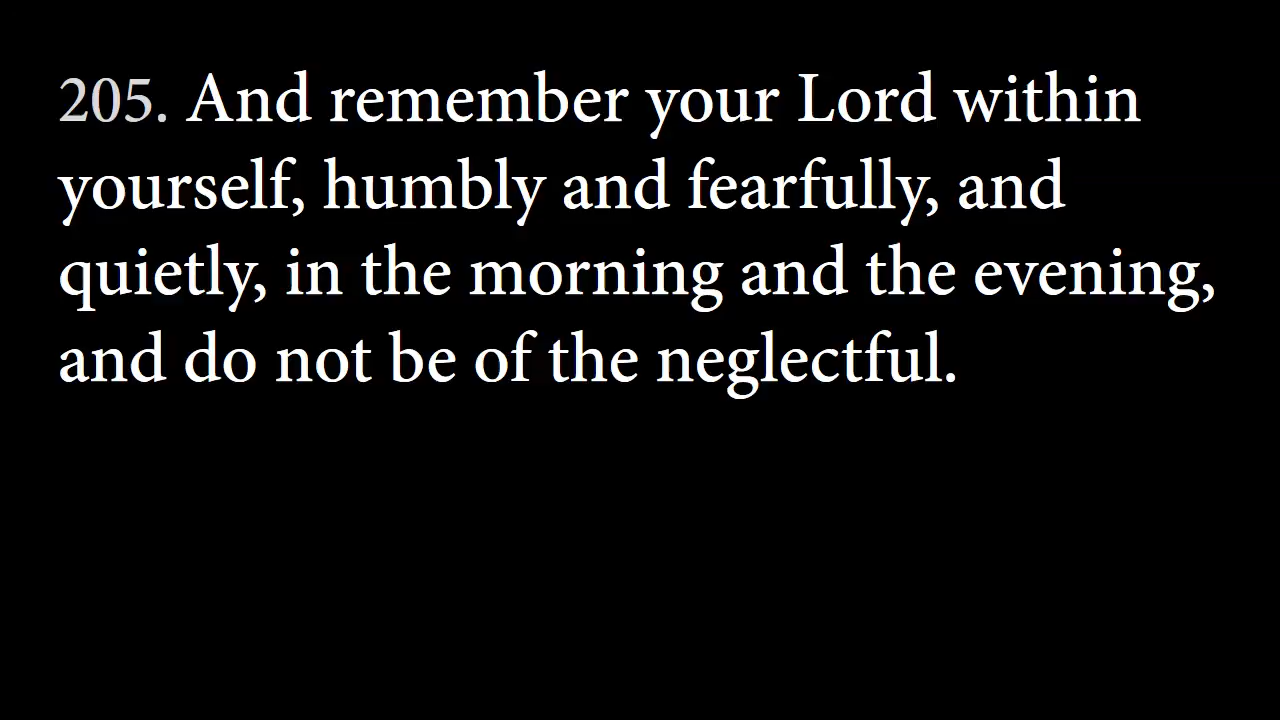 205. And remember your Lord within
yourself, humbly and fearfully, and
quietly, in the morning and the evening,
and do not be of the neglectful.